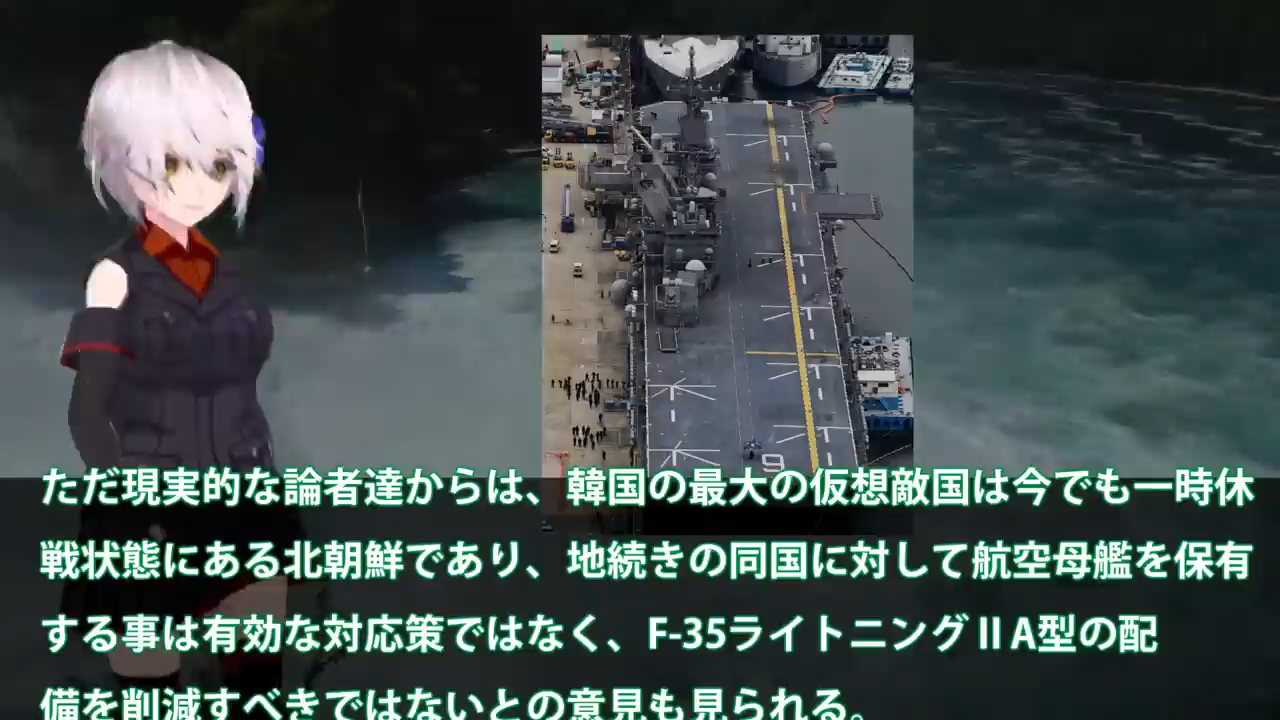 9
ただ現実的な論者達からは、韓国の最大の仮想敵国は今でも一時休
戦状態にある北朝鮮であり、地続きの同国に対して航空母艦を保有
する事は有効な対応策ではなく、F-35ライトニングⅡA型の配
備を削減すべきではないとの意見も見られる。